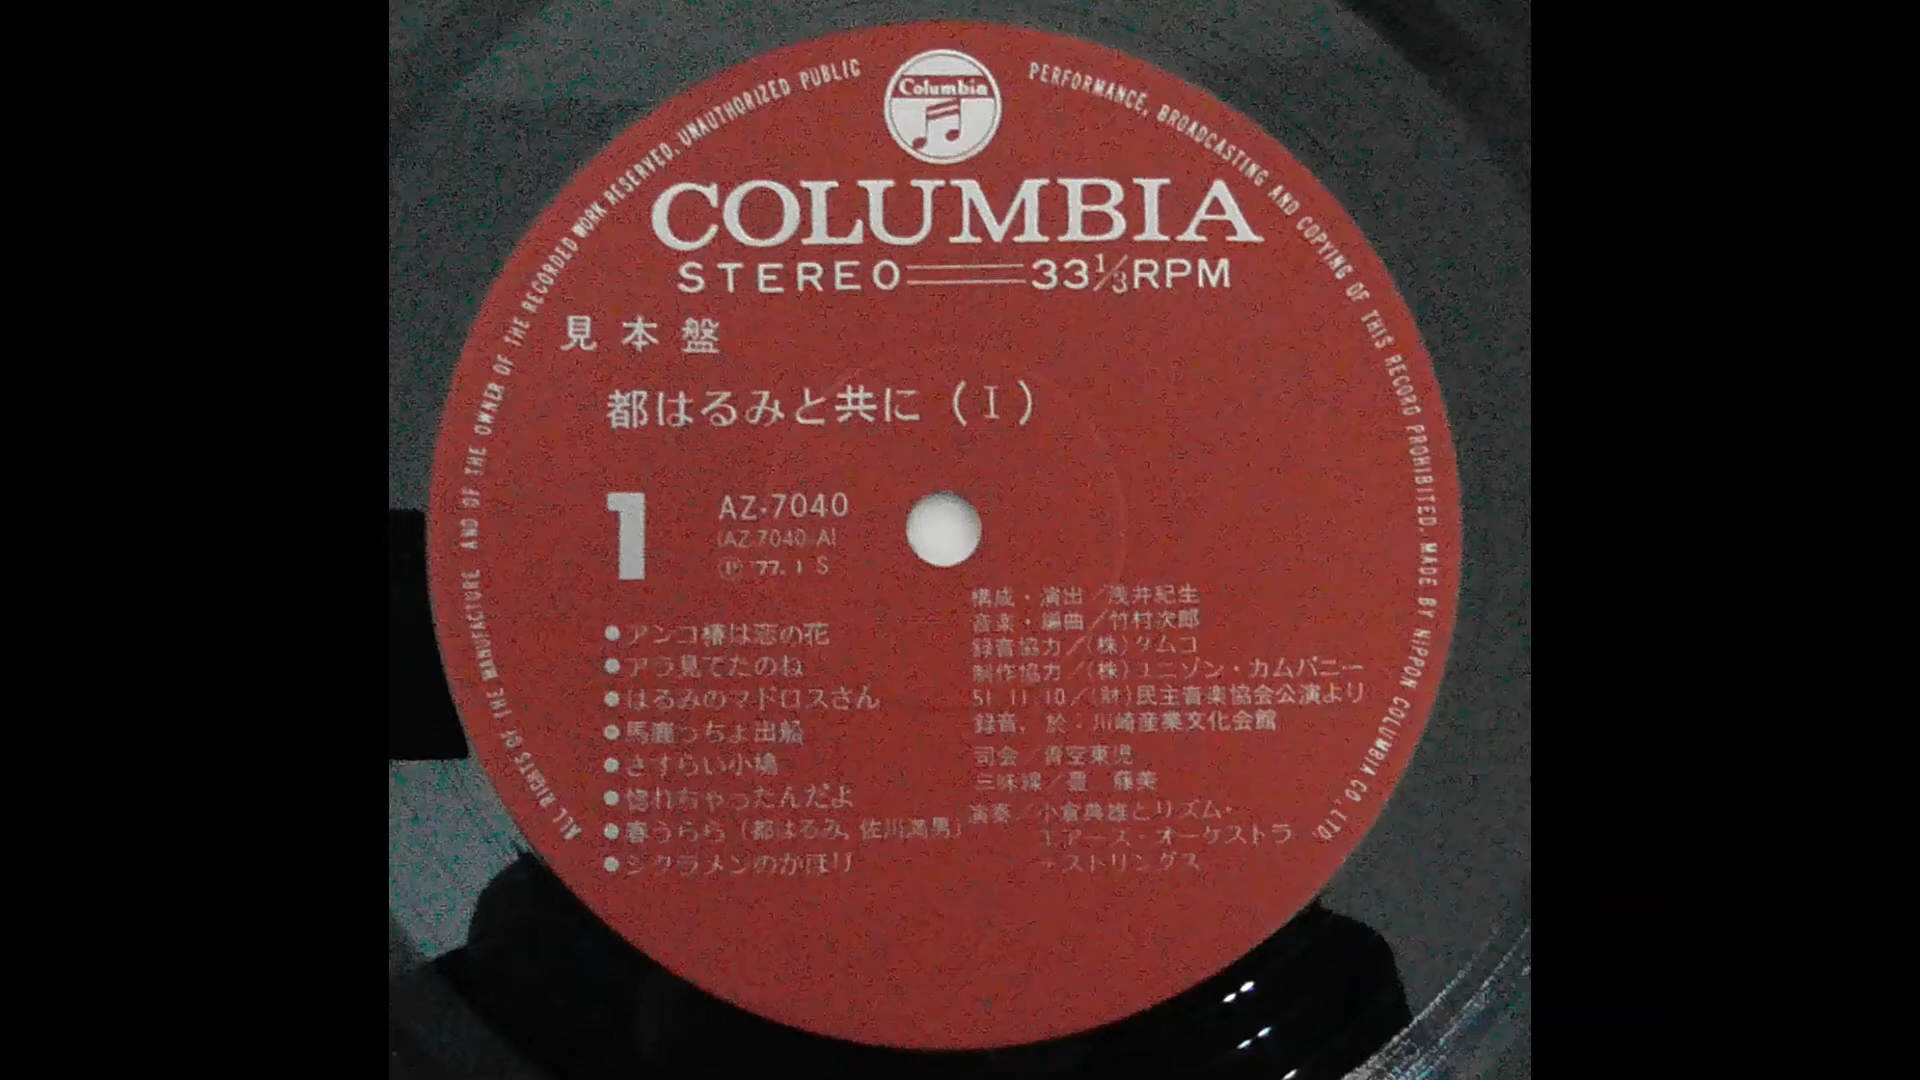 ALL RIGHTS OF THE MANUFACTURE AND OF THE OWNER OF THE RECORDED WORK RESERVED. UNAUTHORIZED PUBLIC PERFORMANCE, BROADCASTING AND COPYING OF THIS RECORD PROHIBITED. MADE BY NIPPON COLUMBIA CO., LTD.
Columbia
COLUMBIA
STEREO 33⅓RPM
見本盤
都はるみと共に（Ⅰ）
1
AZ-7040
(AZ-7040-A)
Ⓟ '77. 1 S
●アンコ椿は恋の花
●アラ見てたのね
●はるみのマドロスさん
●馬鹿っちょ出船
●さすらい小鳩
●惚れちゃったんだよ
●春うらら（都はるみ, 佐川満男）
●シクラメンのかほり
構成・演出／浅井紀生
音楽・編曲／竹村次郎
録音協力／（株）タムコ
制作協力／（株）ユニゾン・カムパニー
51 11 10／（財）民主音楽協会公演より
録音, 於：川崎産業文化会館
司会／青空東児
三味線／豊 藤美
演奏／小倉典雄とリズム・
エアース・オーケストラ
＋ストリングス